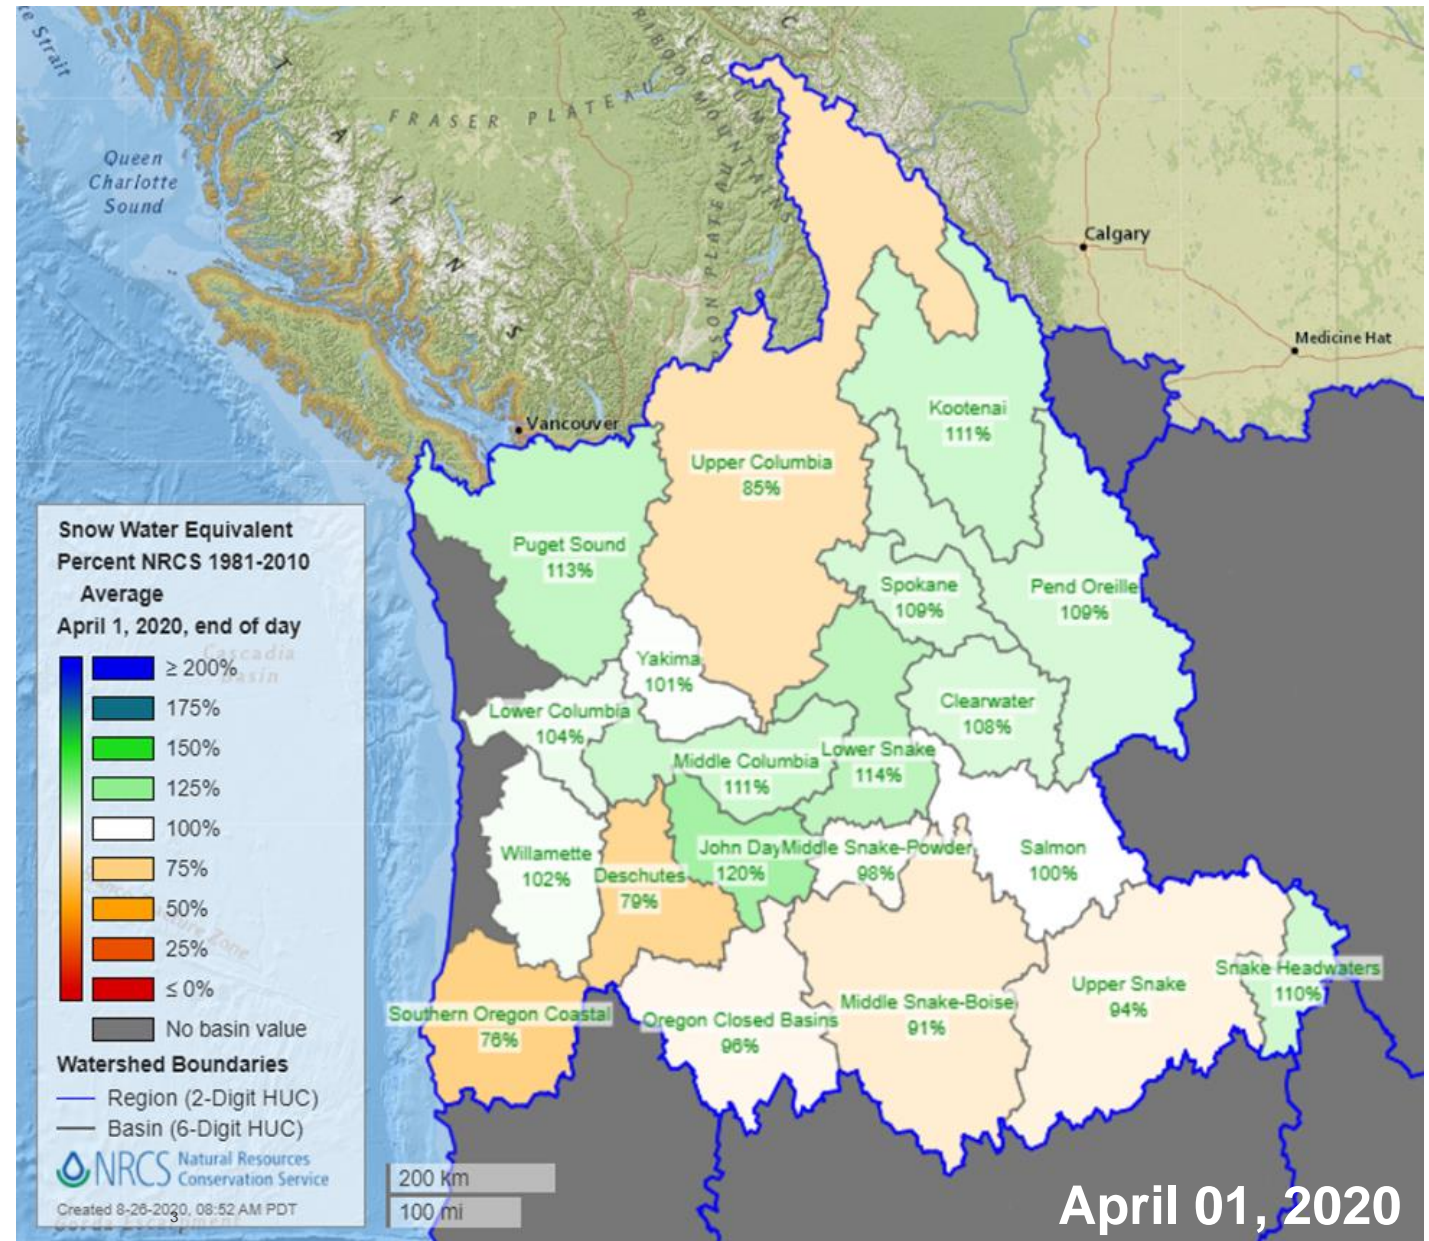 te Strait
Queen
Charlotte
Sound
FRASER PLATEAU
Calgary
Medicine Hat
Vancouver
Kootenai
111%
Upper Columbia
85%
Puget Sound
113%
Spokane
109%
Pend Oreille
109%
Yakima
101%
Clearwater
108%
Lower Columbia
104%
Middle Columbia
111%
Lower Snake
114%
Willamette
102%
Deschutes
79%
John Day
120%
Middle Snake-Powder
98%
Salmon
100%
Southern Oregon Coastal
76%
Oregon Closed Basins
96%
Middle Snake-Boise
91%
Upper Snake
94%
Snake Headwaters
110%
Snow Water Equivalent
Percent NRCS 1981-2010
Average
April 1, 2020, end of day
Cascadia
Basin
≥ 200%
175%
150%
125%
100%
75%
50%
25%
≤ 0%
No basin value
Watershed Boundaries
Region (2-Digit HUC)
Basin (6-Digit HUC)
NRCS Natural Resources
Conservation Service
Created 8-26-2020, 08:52 AM PDT
3
Gorda Escarpment
200 km
100 mi
April 01, 2020